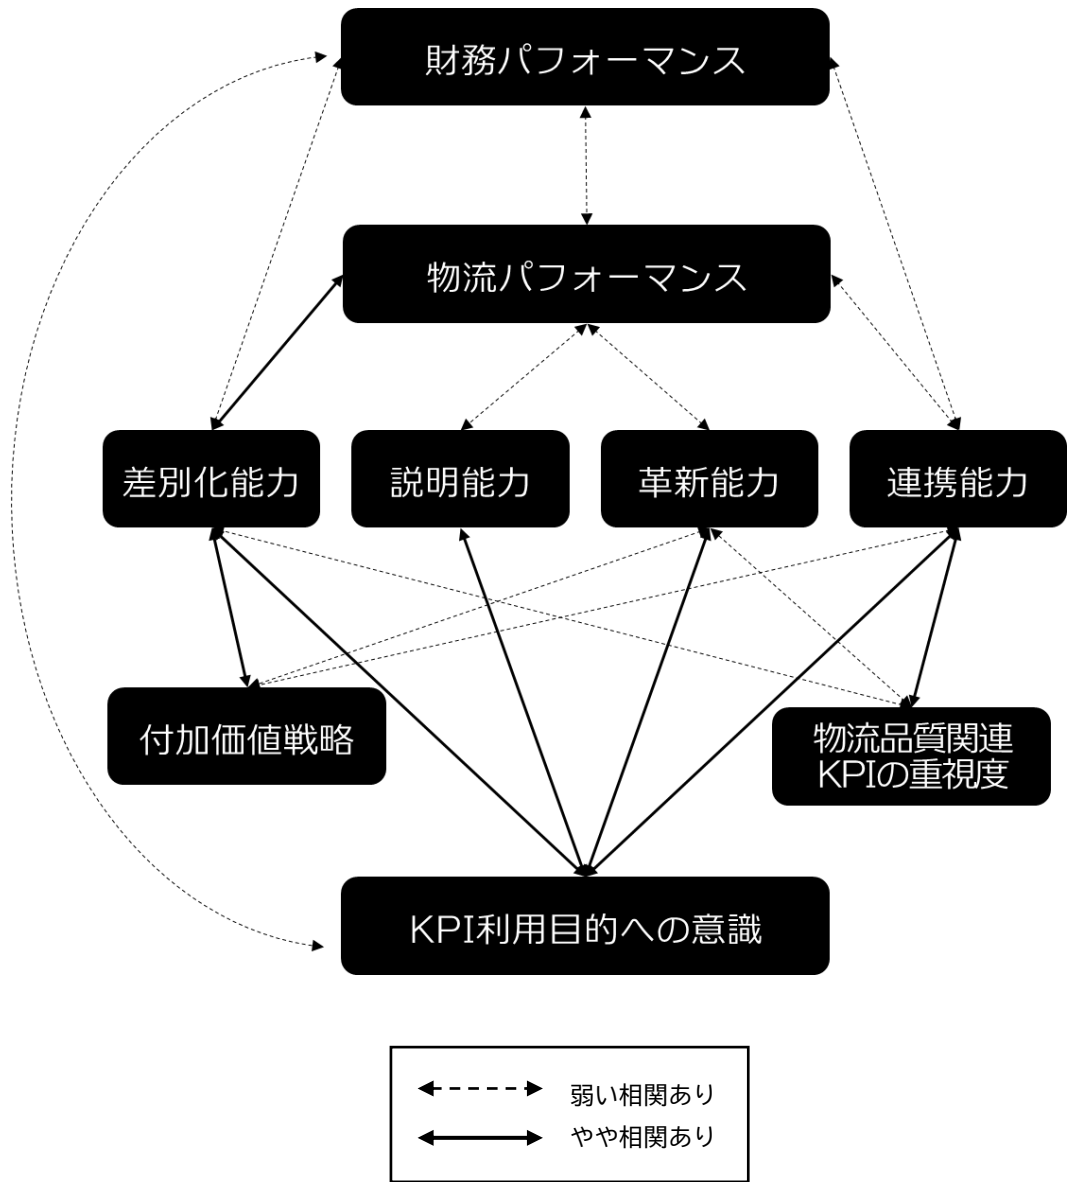 財務パフォーマンス
物流パフォーマンス
差別化能力
説明能力
革新能力
連携能力
付加価値戦略
物流品質関連
KPIの重視度
KPI利用目的への意識
弱い相関あり
やや相関あり